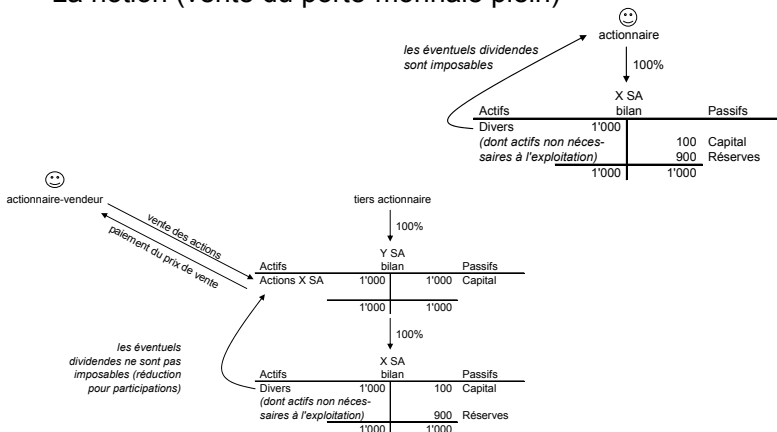 La notion (vente du porte-monnaie plein)
actionnaire
les éventuels dividendes
sont imposables
100%
X SA
Actifs bilan Passifs
Divers 1'000
(dont actifs non néces- 100 Capital
saires à l'exploitation) 900 Réserves
1'000 1'000
actionnaire-vendeur
vente des actions
paiement du prix de vente
tiers actionnaire
100%
Y SA
Actifs bilan Passifs
Actions X SA 1'000 1'000 Capital
1'000 1'000
100%
les éventuels
dividendes ne sont pas
imposables (réduction
pour participations)
X SA
Actifs bilan Passifs
Divers 1'000 100 Capital
(dont actifs non néces-
saires à l'exploitation) 900 Réserves
1'000 1'000